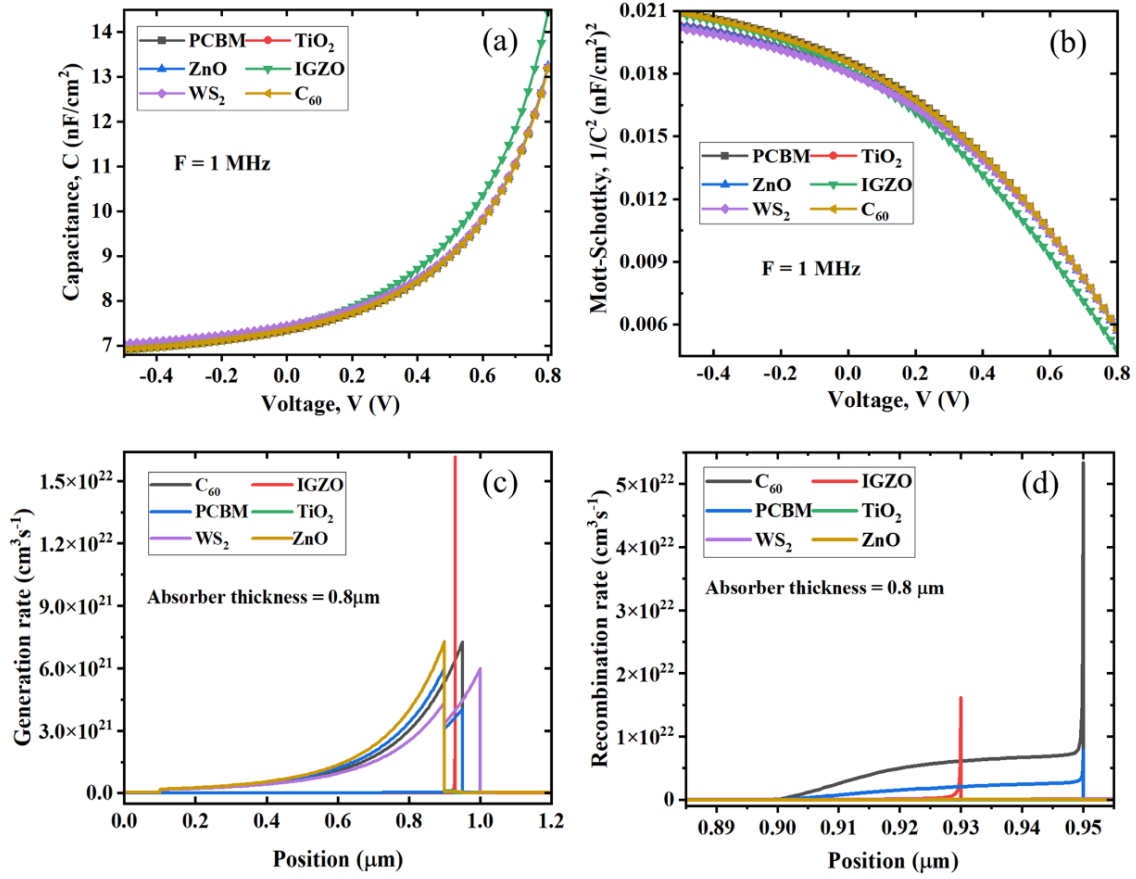 (a)
PCBM TiO₂
ZnO IGZO
WS₂ C₆₀
F = 1 MHz
Capacitance, C (nF/cm²)
14
13
12
11
10
9
8
7
-0.4 -0.2 0.0 0.2 0.4 0.6 0.8
Voltage, V (V)
(b)
PCBM TiO₂
ZnO IGZO
WS₂ C₆₀
F = 1 MHz
Mott-Schottky, 1/C² (nF/cm²)²
0.021
0.018
0.015
0.012
0.009
0.006
-0.4 -0.2 0.0 0.2 0.4 0.6 0.8
Voltage, V (V)
(c)
C₆₀ IGZO
PCBM TiO₂
WS₂ ZnO
Absorber thickness = 0.8μm
Generation rate (cm³s⁻¹)
1.5×10²²
1.2×10²²
9.0×10²¹
6.0×10²¹
3.0×10²¹
0.0
0.0 0.2 0.4 0.6 0.8 1.0 1.2
Position (μm)
(d)
C₆₀ IGZO
PCBM TiO₂
WS₂ ZnO
Absorber thickness = 0.8 μm
Recombination rate (cm³s⁻¹)
5×10²²
4×10²²
3×10²²
2×10²²
1×10²²
0
0.89 0.90 0.91 0.92 0.93 0.94 0.95
Position (μm)